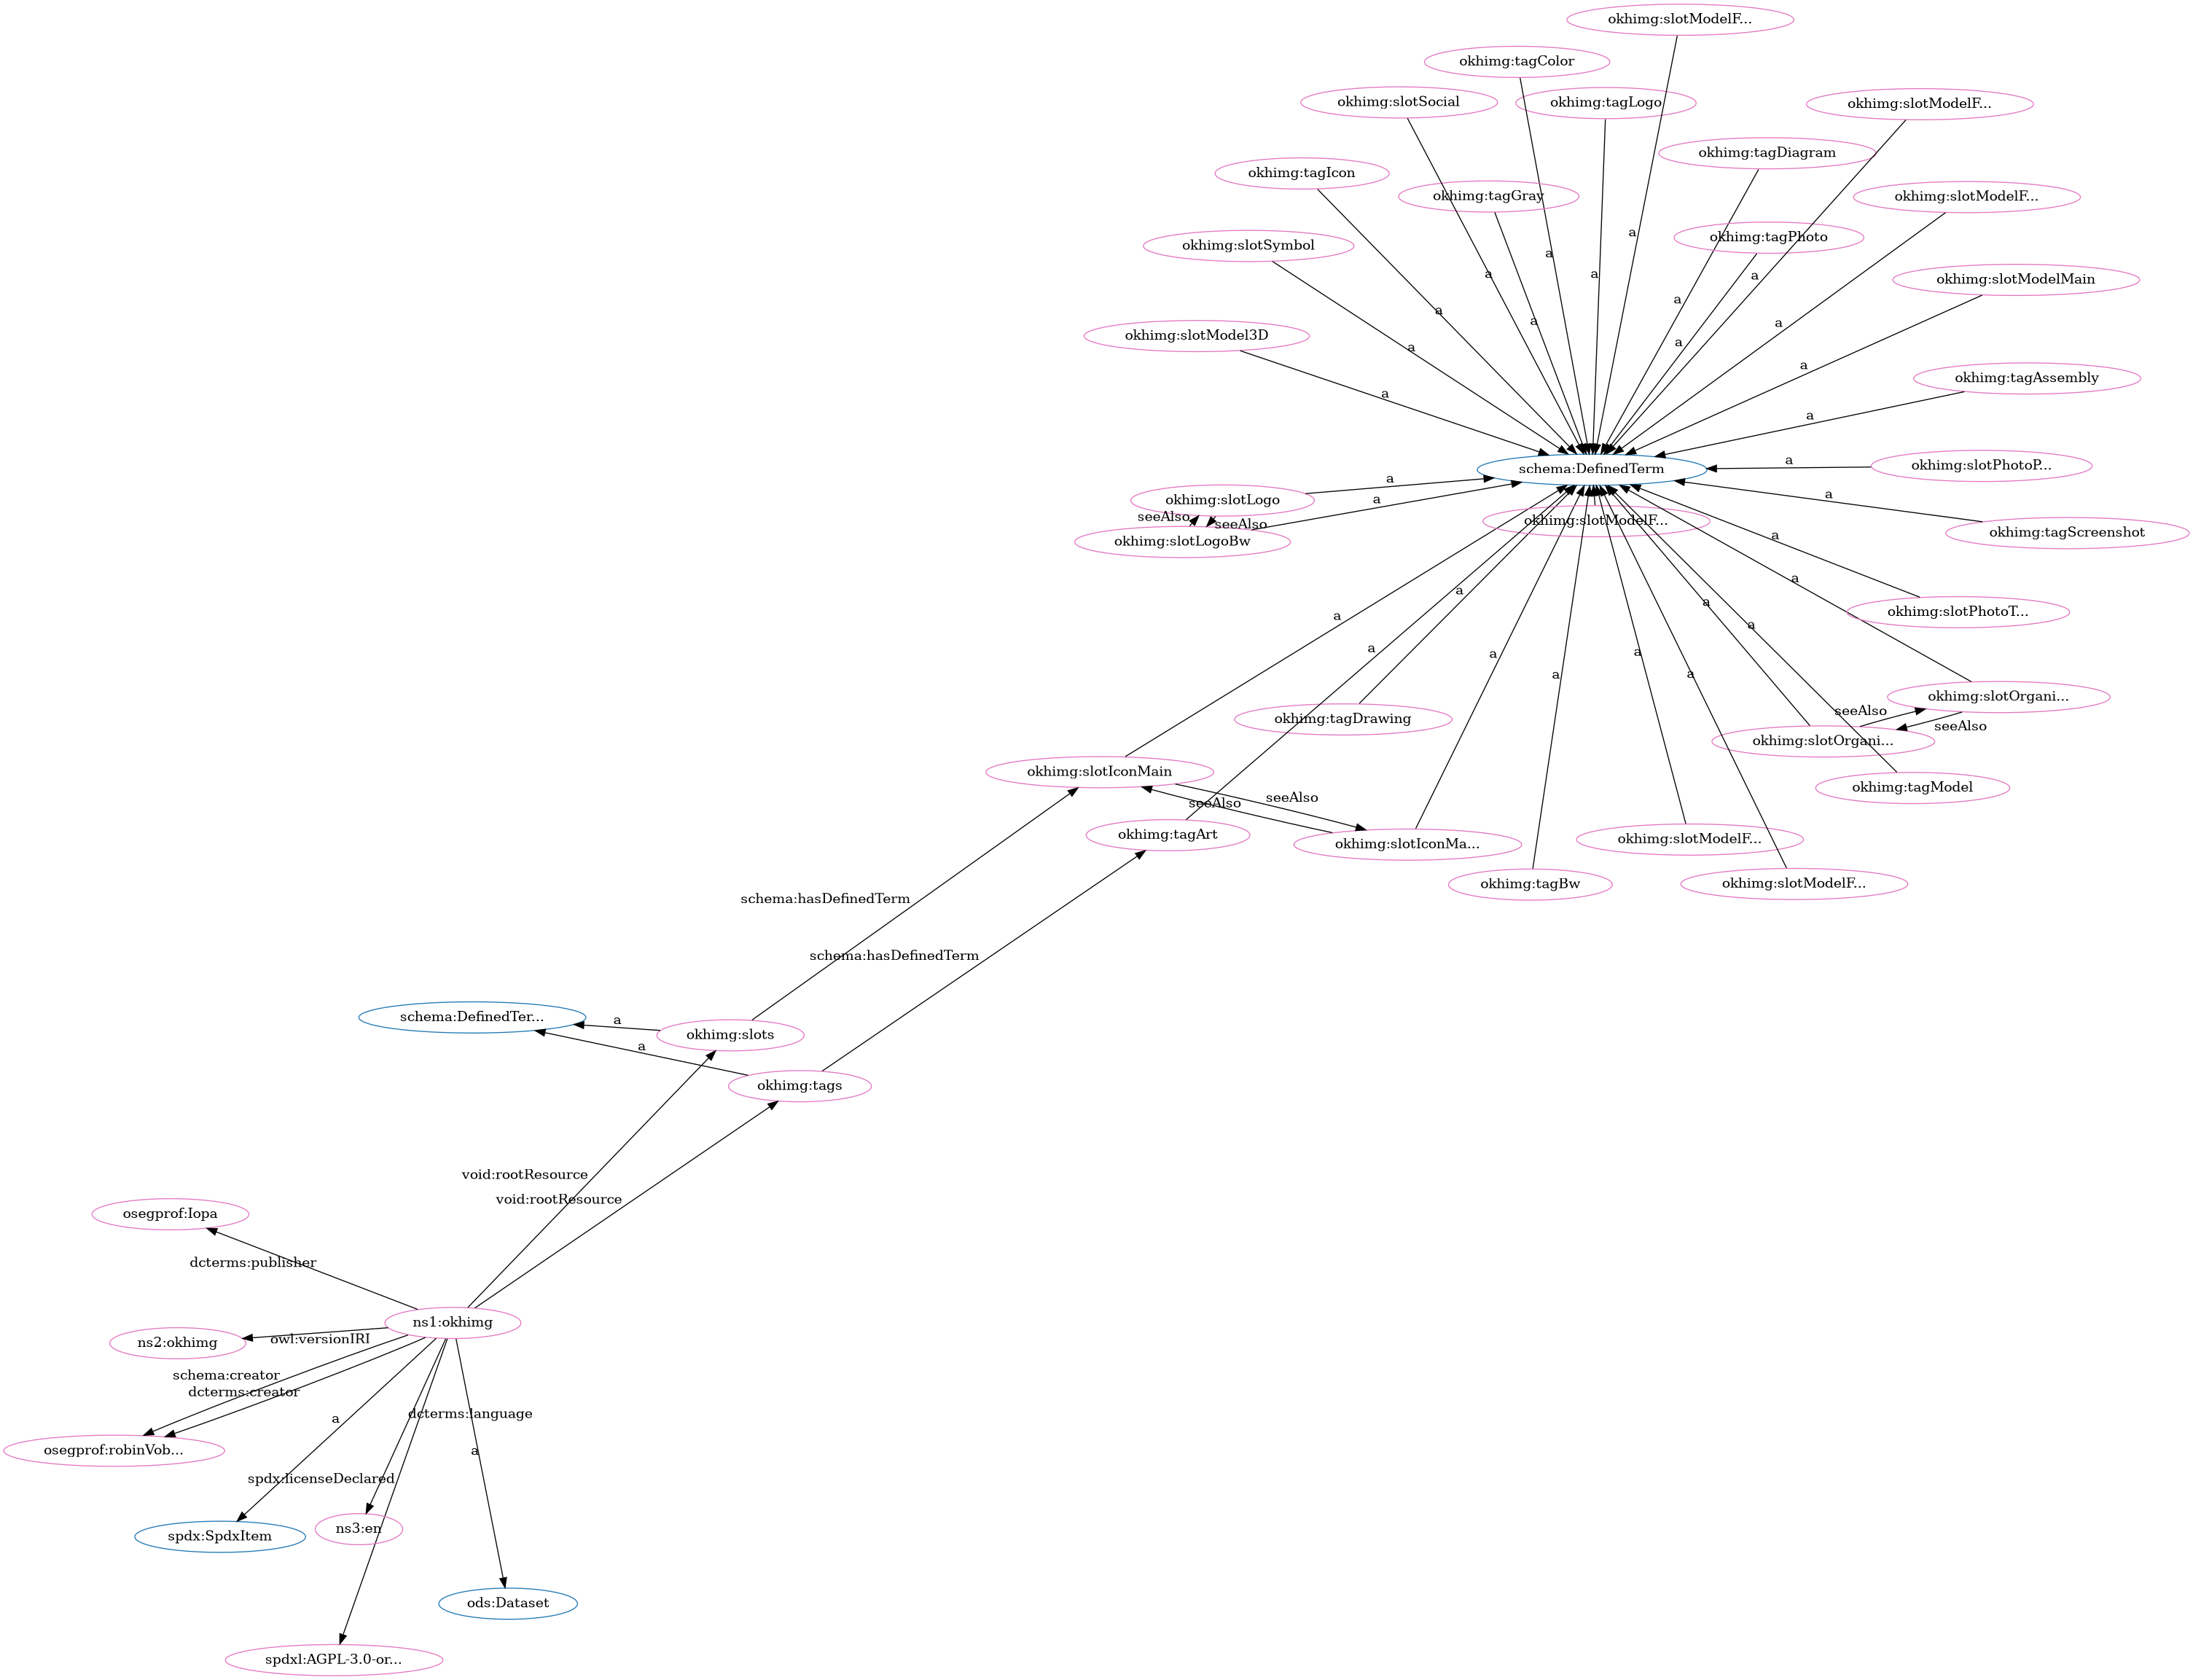 okhimg:slotModelF...
okhimg:tagColor
okhimg:slotSocial
okhimg:tagLogo
okhimg:slotModelF...
okhimg:tagDiagram
okhimg:tagIcon
okhimg:tagGray
okhimg:slotModelF...
a
okhimg:tagPhoto
okhimg:slotSymbol
a
a
a
a
okhimg:slotModelMain
a
a
a
a
a
okhimg:slotModel3D
a
a
a
okhimg:tagAssembly
a
a
schema:DefinedTerm
a
okhimg:slotPhotoP...
a
okhimg:slotLogo
a
a
seeAlso
seeAlso
okhimg:slotModelF...
okhimg:tagScreenshot
okhimg:slotLogoBw
a
a
a
a
okhimg:slotPhotoT...
a
a
a
a
a
a
a
okhimg:slotOrgani...
seeAlso
okhimg:tagDrawing
seeAlso
okhimg:slotOrgani...
okhimg:slotIconMain
okhimg:tagModel
seeAlso
seeAlso
okhimg:tagArt
okhimg:slotIconMa...
okhimg:slotModelF...
okhimg:tagBw
okhimg:slotModelF...
schema:hasDefinedTerm
schema:hasDefinedTerm
schema:DefinedTer...
a
okhimg:slots
a
okhimg:tags
void:rootResource
void:rootResource
osegprof:Iopa
dcterms:publisher
ns1:okhimg
ns2:okhimg
owl:versionIRI
schema:creator
dcterms:creator
dcterms:language
a
osegprof:robinVob...
a
spdx:licenseDeclared
spdx:SpdxItem
ns3:en
ods:Dataset
spdxl:AGPL-3.0-or...